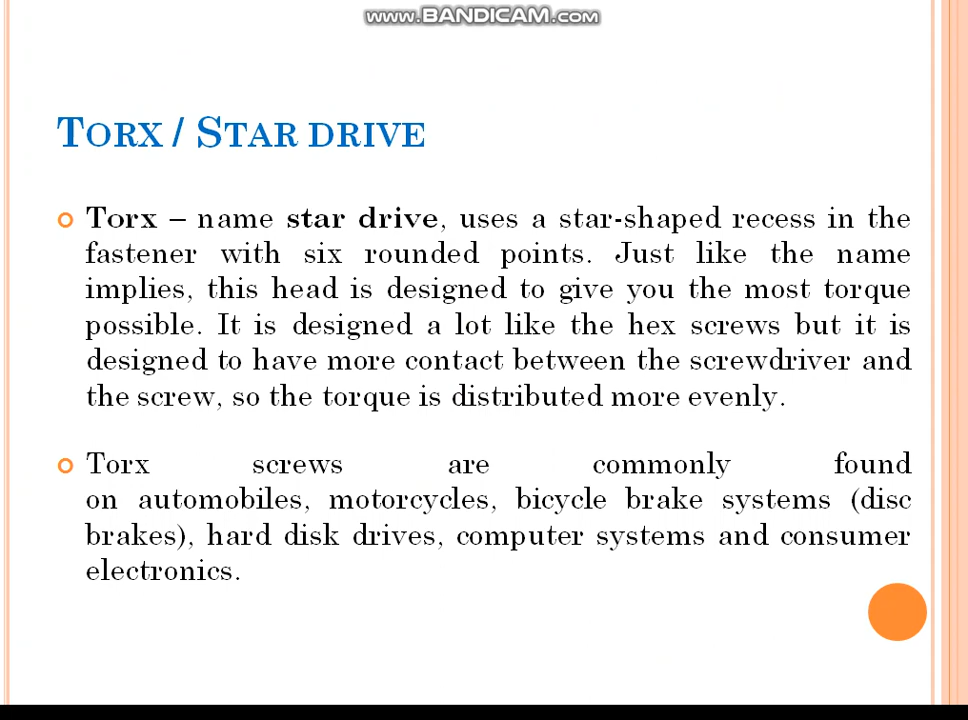 www.BANDICAM.com
TORX / STAR DRIVE
Torx – name star drive, uses a star-shaped recess in the
fastener with six rounded points. Just like the name
implies, this head is designed to give you the most torque
possible. It is designed a lot like the hex screws but it is
designed to have more contact between the screwdriver and
the screw, so the torque is distributed more evenly.
Torx screws are commonly found
on automobiles, motorcycles, bicycle brake systems (disc
brakes), hard disk drives, computer systems and consumer
electronics.